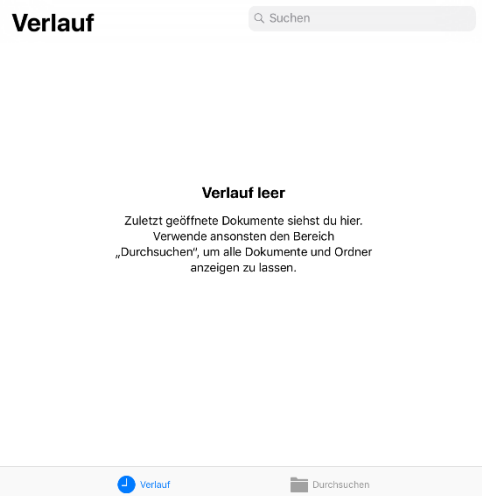 Verlauf
Suchen
Verlauf leer
Zuletzt geöffnete Dokumente siehst du hier.
Verwende ansonsten den Bereich
„Durchsuchen“, um alle Dokumente und Ordner
anzeigen zu lassen.
Verlauf
Durchsuchen